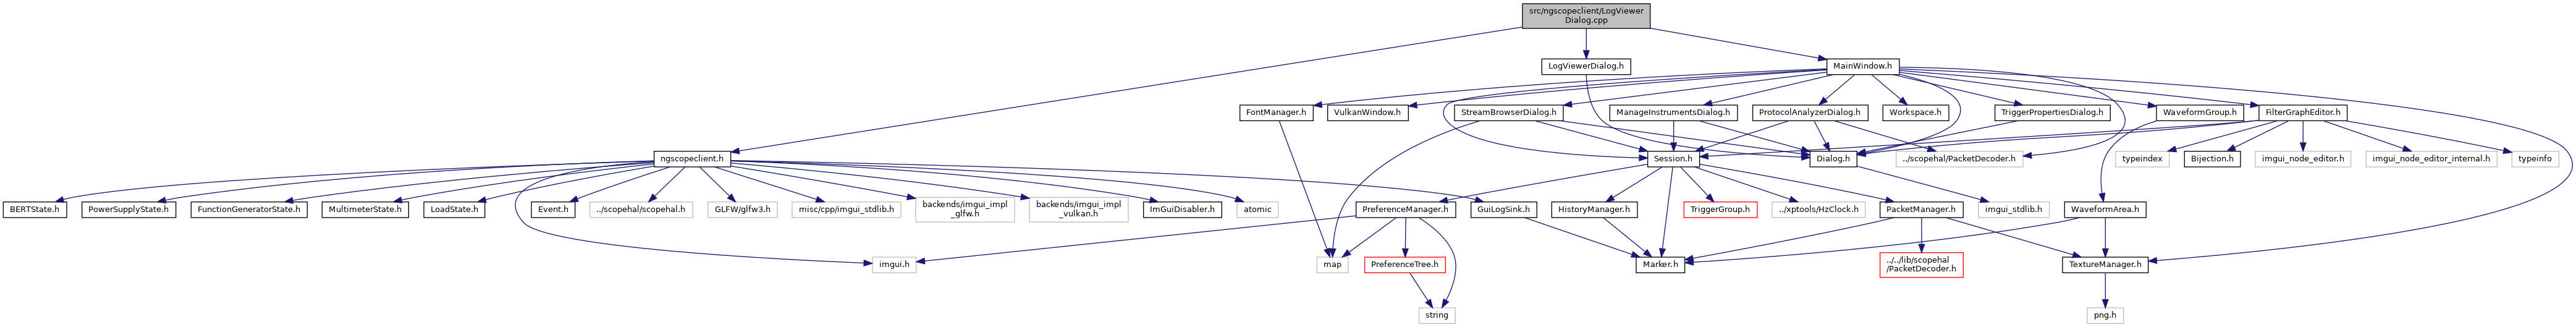 src/ngscopeclient/LogViewer
Dialog.cpp
LogViewerDialog.h
MainWindow.h
FontManager.h
VulkanWindow.h
StreamBrowserDialog.h
ManageInstrumentsDialog.h
ProtocolAnalyzerDialog.h
Workspace.h
TriggerPropertiesDialog.h
WaveformGroup.h
FilterGraphEditor.h
ngscopeclient.h
Session.h
Dialog.h
../scopehal/PacketDecoder.h
typeindex
Bijection.h
imgui_node_editor.h
imgui_node_editor_internal.h
typeinfo
BERTState.h
PowerSupplyState.h
FunctionGeneratorState.h
MultimeterState.h
LoadState.h
Event.h
../scopehal/scopehal.h
GLFW/glfw3.h
misc/cpp/imgui_stdlib.h
backends/imgui_impl
_glfw.h
backends/imgui_impl
_vulkan.h
ImGuiDisabler.h
atomic
PreferenceManager.h
GuiLogSink.h
HistoryManager.h
TriggerGroup.h
../xptools/HzClock.h
PacketManager.h
imgui_stdlib.h
WaveformArea.h
imgui.h
map
PreferenceTree.h
Marker.h
../../lib/scopehal
/PacketDecoder.h
TextureManager.h
string
png.h